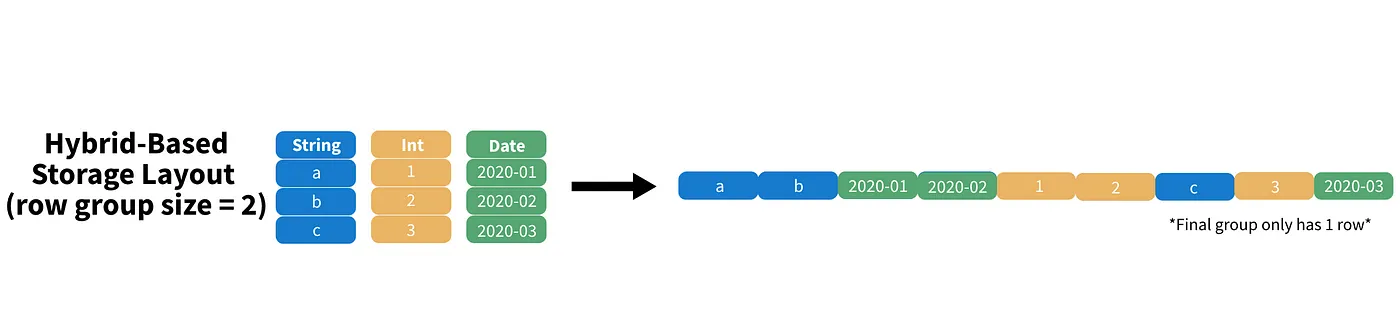 Hybrid-Based
Storage Layout
(row group size = 2)
String Int Date
a 1 2020-01
b 2 2020-02
c 3 2020-03
a b 2020-01 2020-02 1 2 c 3 2020-03
*Final group only has 1 row*